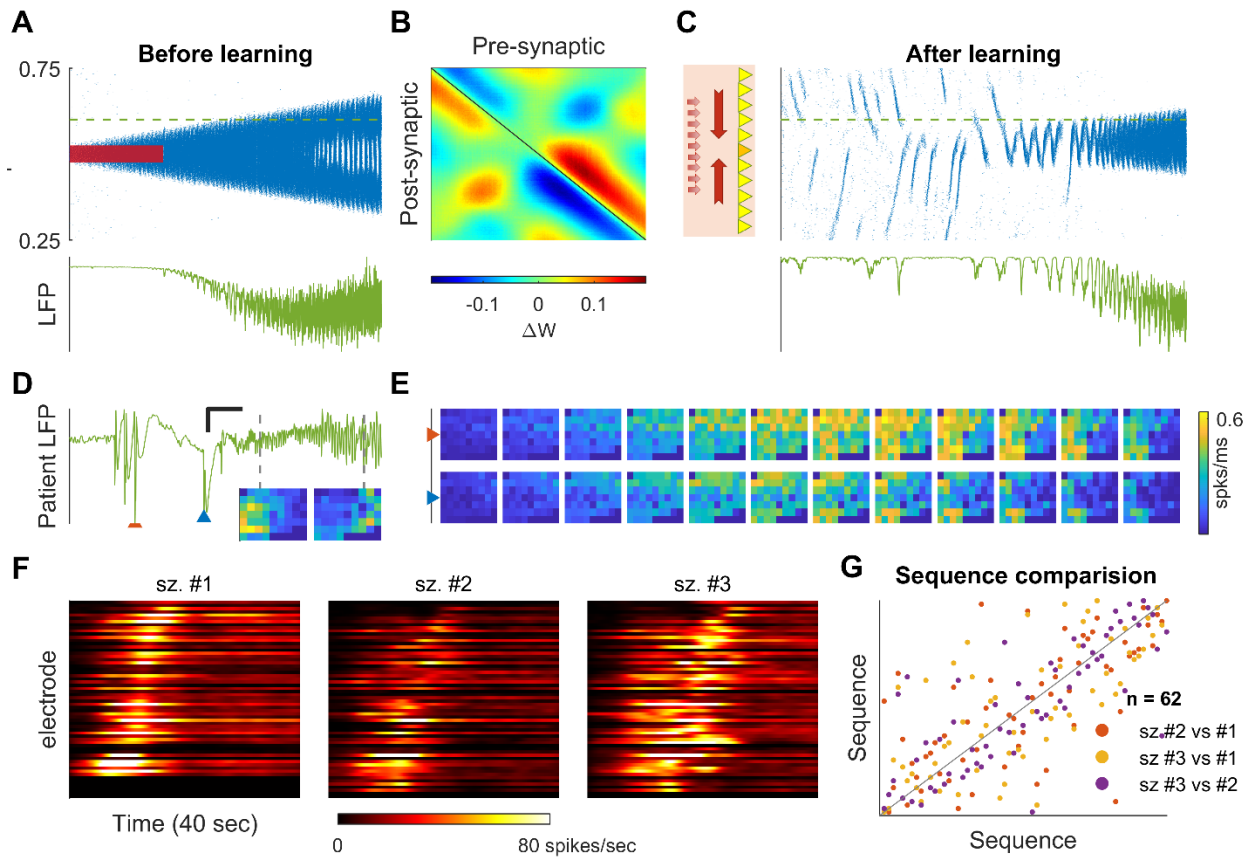 A
Before learning
0.75
0.25
LFP
B
Pre-synaptic
Post-synaptic
-0.1 0 0.1
ΔW
C
After learning
D
Patient LFP
E
0.6
spks/ms
F
sz. #1 sz. #2 sz. #3
electrode
Time (40 sec)
0 80 spikes/sec
G
Sequence comparision
Sequence
n = 62
sz #2 vs #1
sz #3 vs #1
sz #3 vs #2
Sequence